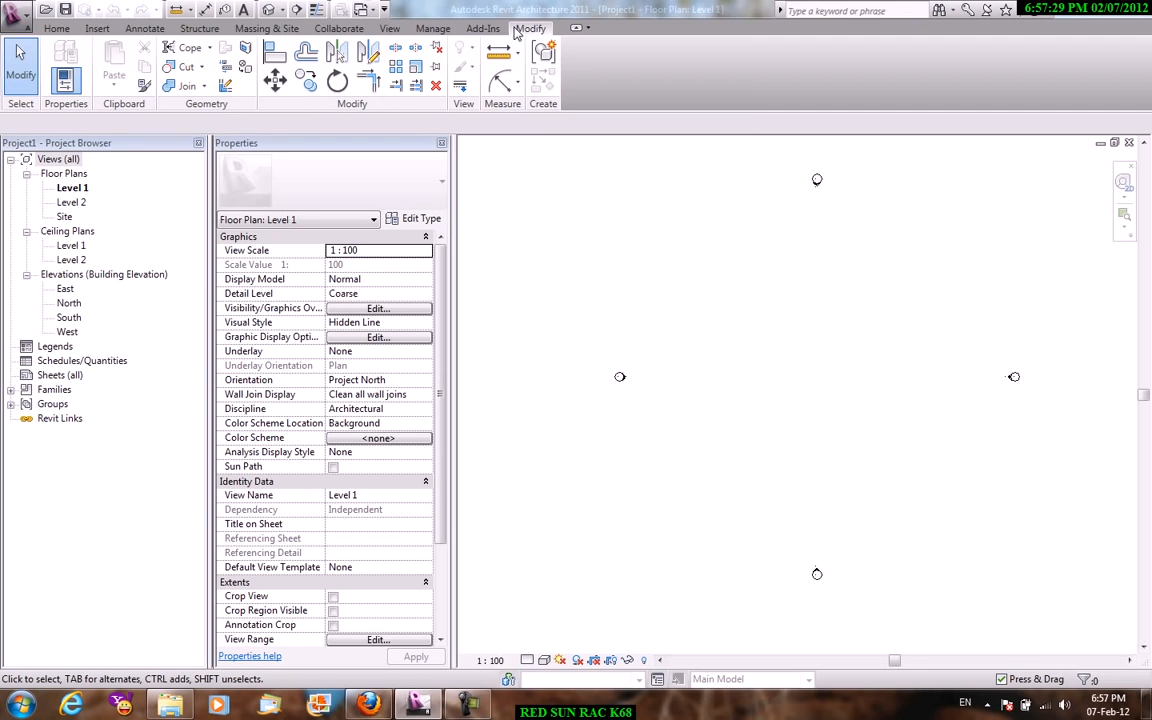 Autodesk Revit Architecture 2011 - [Project1 - Floor Plan: Level 1]
Type a keyword or phrase
6:57:29 PM 02/07/2012
Home Insert Annotate Structure Massing & Site Collaborate View Manage Add-Ins Modify
Modify Paste Cope
Cut
Join
Select Properties Clipboard Geometry Modify View Measure Create
Project1 - Project Browser
Views (all)
Floor Plans
Level 1
Level 2
Site
Ceiling Plans
Level 1
Level 2
Elevations (Building Elevation)
East
North
South
West
Legends
Schedules/Quantities
Sheets (all)
Families
Groups
Revit Links
Properties
Floor Plan: Level 1 Edit Type
Graphics
View Scale 1 : 100
Scale Value 1: 100
Display Model Normal
Detail Level Coarse
Visibility/Graphics Ov... Edit...
Visual Style Hidden Line
Graphic Display Opti... Edit...
Underlay None
Underlay Orientation Plan
Orientation Project North
Wall Join Display Clean all wall joins
Discipline Architectural
Color Scheme Location Background
Color Scheme <none>
Analysis Display Style None
Sun Path
Identity Data
View Name Level 1
Dependency Independent
Title on Sheet
Referencing Sheet
Referencing Detail
Default View Template None
Extents
Crop View
Crop Region Visible
Annotation Crop
View Range Edit...
Properties help Apply
2D
1 : 100
Click to select, TAB for alternates, CTRL adds, SHIFT unselects.
Main Model
Press & Drag
:0
EN
6:57 PM
07-Feb-12
RED SUN RAC K68